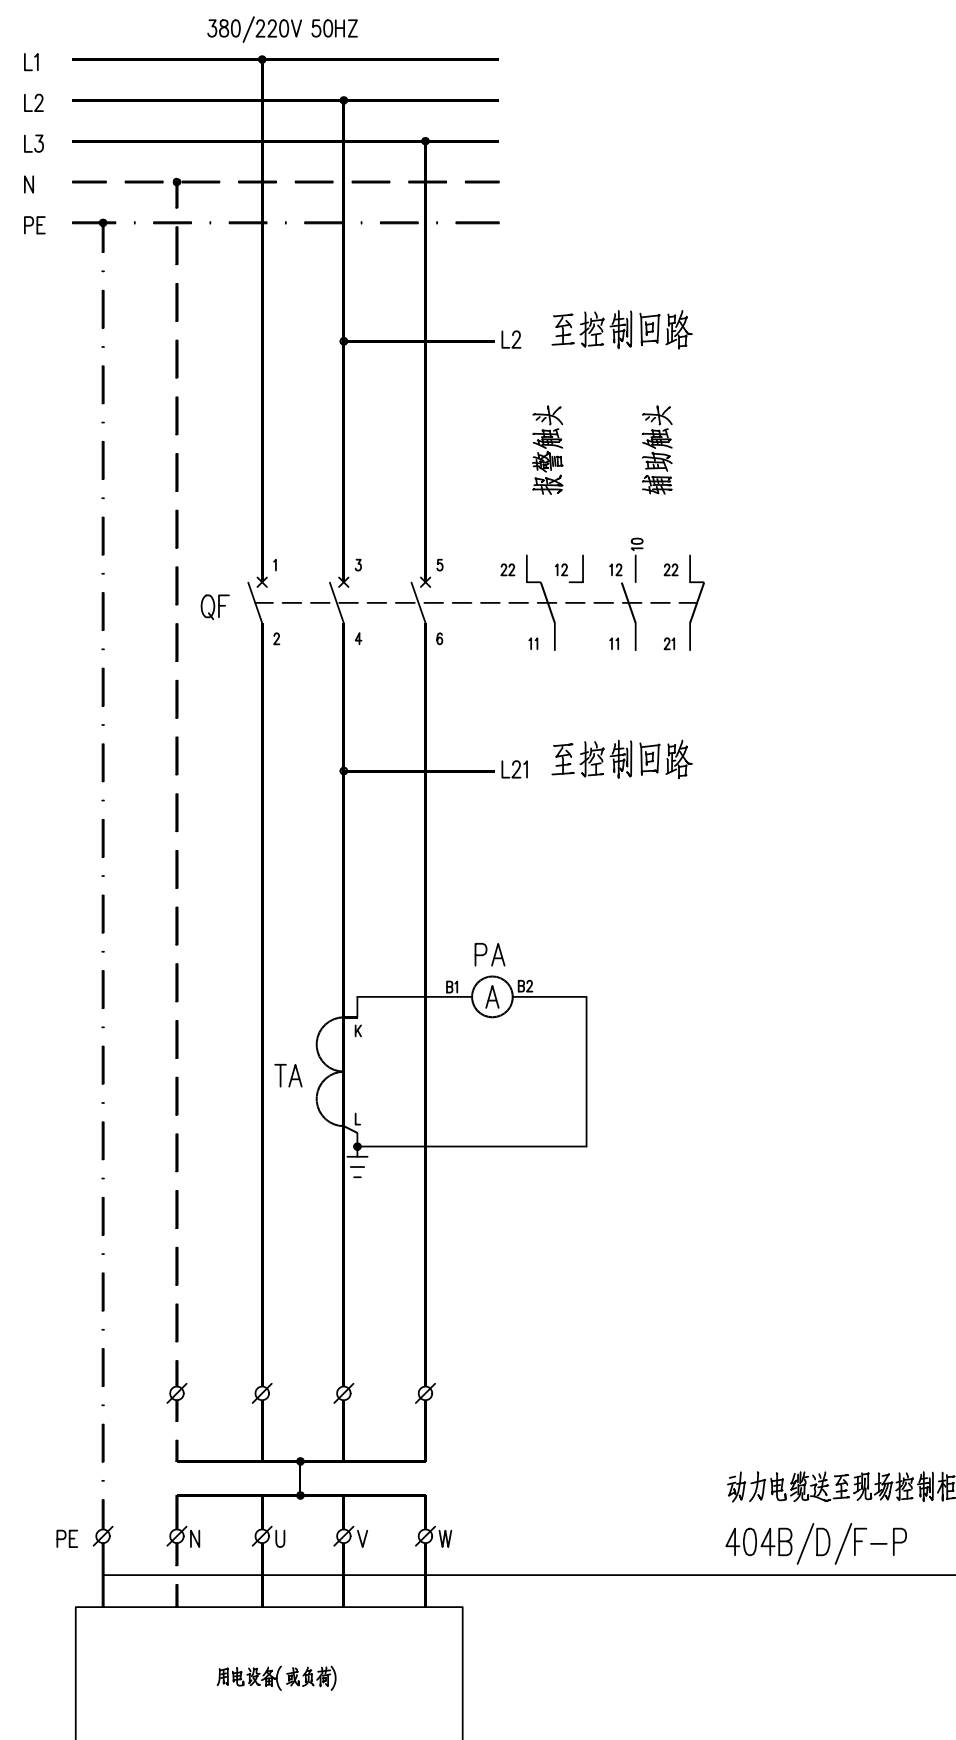 380/220V 50HZ
L1
L2
L3
N
PE
L2 至控制回路
报警触头
辅助触头
QF
1
3
5
22
12
12
10
22
2
4
6
11
11
21
L21 至控制回路
PA
B1
A
B2
K
TA
L
动力电缆送至现场控制柜
404B/D/F-P
PE
N
U
V
W
用电设备(或负荷)